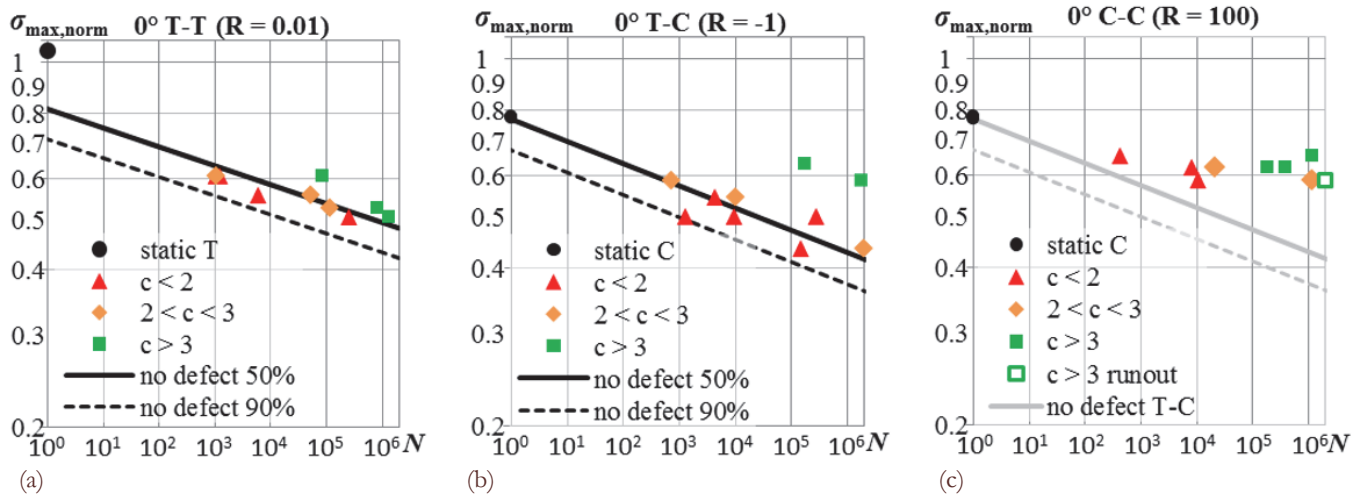 σmax,norm 0° T-T (R = 0.01)
1
0.9
0.8
0.7
0.6
0.5
0.4
0.3
0.2
static T
c < 2
2 < c < 3
c > 3
no defect 50%
no defect 90%
10⁰ 10¹ 10² 10³ 10⁴ 10⁵ 10⁶ N
(a)
σmax,norm 0° T-C (R = -1)
1
0.9
0.8
0.7
0.6
0.5
0.4
0.3
0.2
static C
c < 2
2 < c < 3
c > 3
no defect 50%
no defect 90%
10⁰ 10¹ 10² 10³ 10⁴ 10⁵ 10⁶ N
(b)
σmax,norm 0° C-C (R = 100)
1
0.9
0.8
0.7
0.6
0.5
0.4
0.3
0.2
static C
c < 2
2 < c < 3
c > 3
c > 3 runout
no defect T-C
10⁰ 10¹ 10² 10³ 10⁴ 10⁵ 10⁶ N
(c)